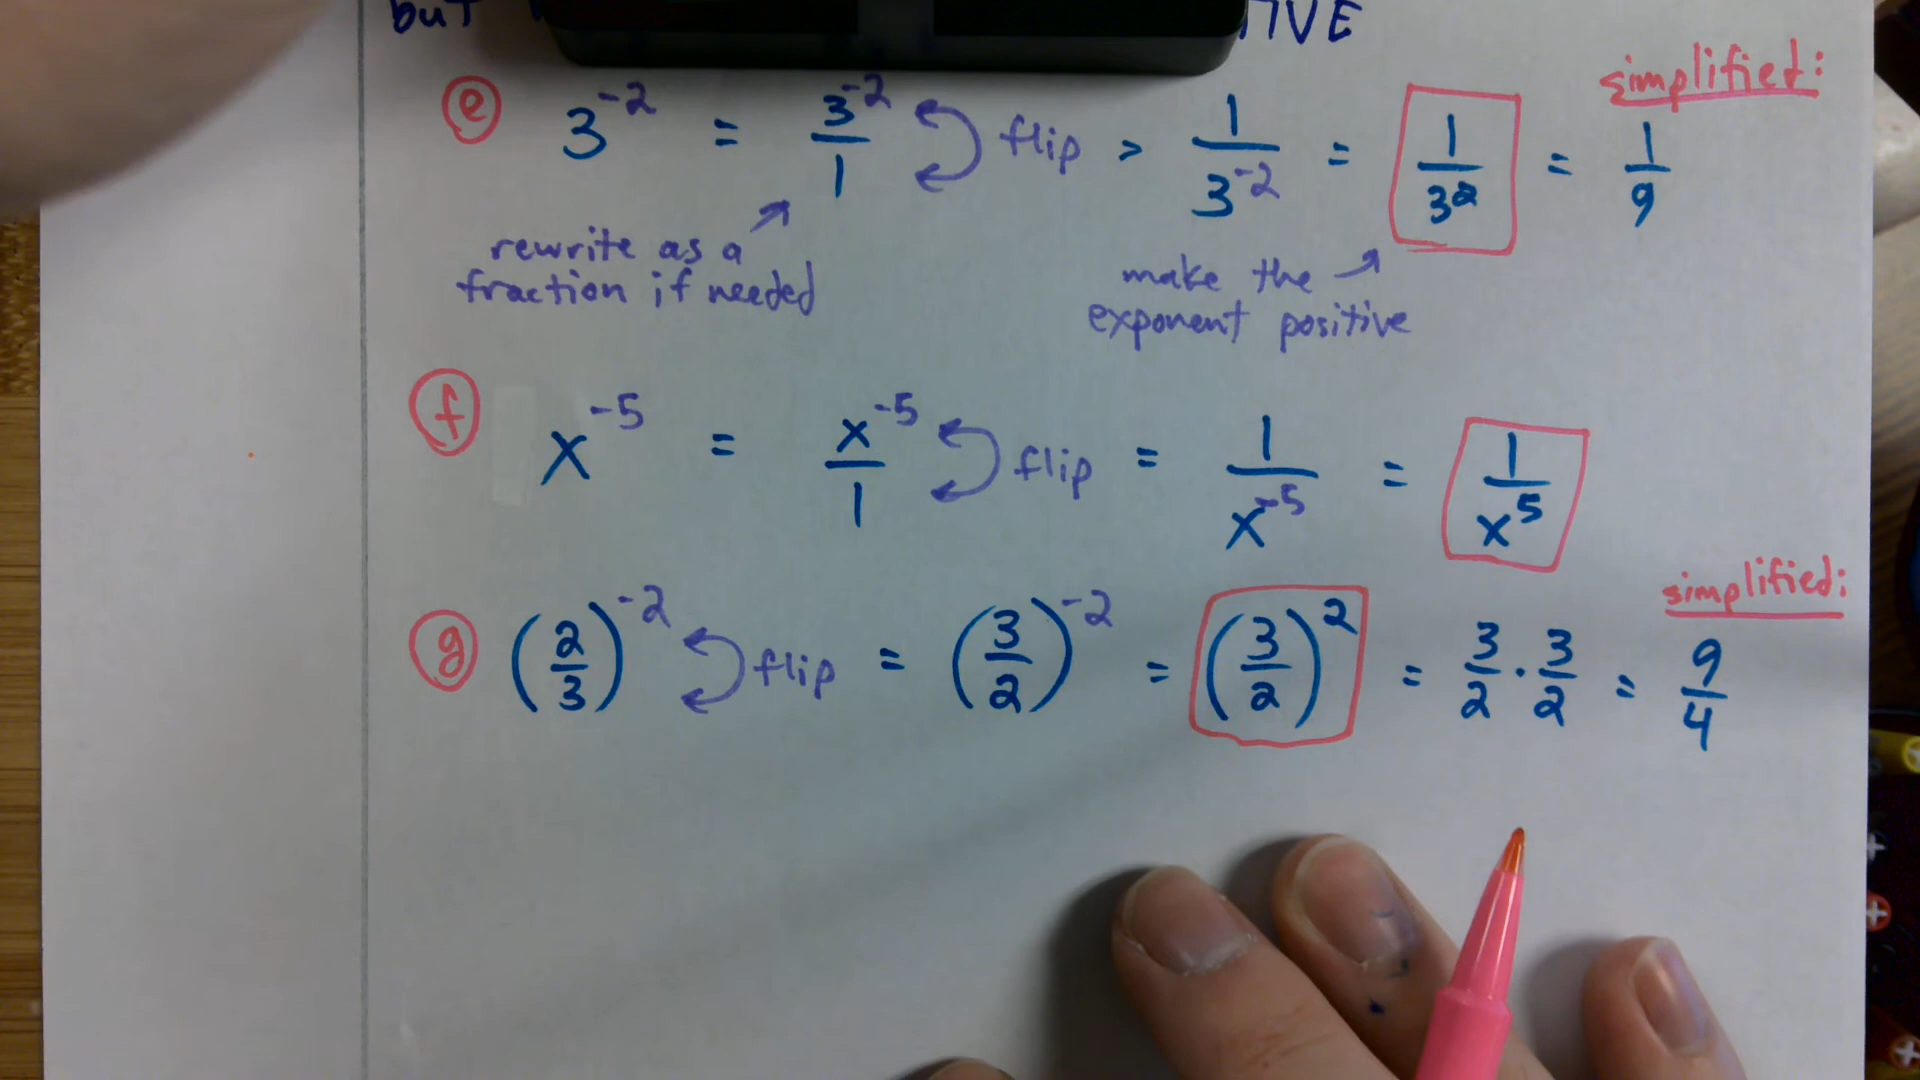 but
simplified:
e 3^-2 = 3^-2/1 flip > 1/3^-2 = 1/3^2 = 1/9
rewrite as a
fraction if needed
make the
exponent positive
f x^-5 = x^-5/1 flip = 1/x^-5 = 1/x^5
simplified:
g (2/3)^-2 flip = (3/2)^-2 = (3/2)^2 = 3/2 · 3/2 = 9/4